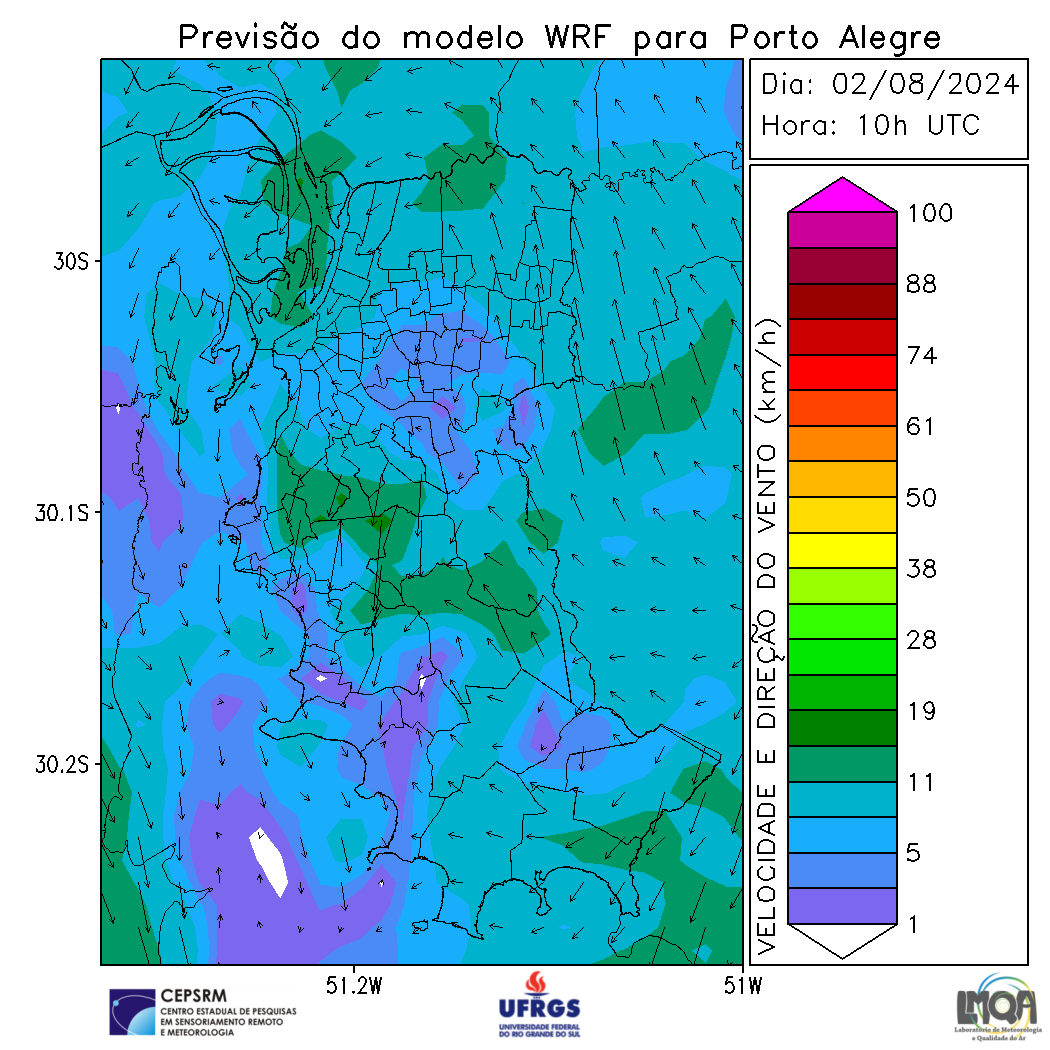 Previsão do modelo WRF para Porto Alegre
Dia: 02/08/2024
Hora: 10h UTC
30S
30.1S
30.2S
51.2W
51W
VELOCIDADE E DIREÇÃO DO VENTO (km/h)
100
88
74
61
50
38
28
19
11
5
1
CEPSRM
CENTRO ESTADUAL DE PESQUISAS
EM SENSORIAMENTO REMOTO
E METEOROLOGIA
UFRGS
UNIVERSIDADE FEDERAL
DO RIO GRANDE DO SUL
LMQA
Laboratório de Meteorologia
e Qualidade do Ar